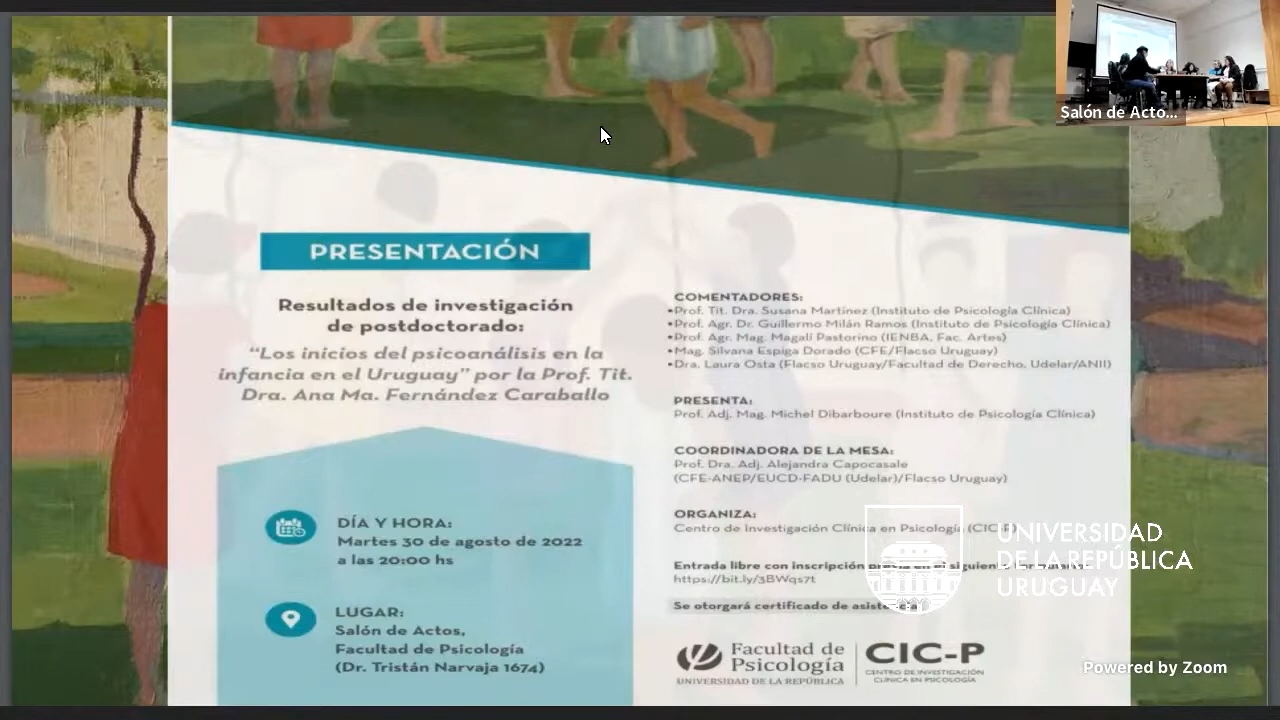 Salón de Acto...
PRESENTACIÓN
Resultados de investigación
de postdoctorado:
“Los inicios del psicoanálisis en la
infancia en el Uruguay” por la Prof. Tit.
Dra. Ana Ma. Fernández Caraballo
DÍA Y HORA:
Martes 30 de agosto de 2022
a las 20:00 hs
LUGAR:
Salón de Actos,
Facultad de Psicología
(Dr. Tristán Narvaja 1674)
COMENTADORES:
•Prof. Tit. Dra. Susana Martínez (Instituto de Psicología Clínica)
•Prof. Agr. Dr. Guillermo Milán Ramos (Instituto de Psicología Clínica)
•Prof. Agr. Mag. Magalí Pastorino (IENBA, Fac. Artes)
•Mag. Silvana Espiga Dorado (CFE/Flacso Uruguay)
•Dra. Laura Osta (Flacso Uruguay/Facultad de Derecho, Udelar/ANII)
PRESENTA:
Prof. Adj. Mag. Michel Dibarboure (Instituto de Psicología Clínica)
COORDINADORA DE LA MESA:
Prof. Dra. Adj. Alejandra Capocasale
(CFE-ANEP/EUCD-FADU (Udelar)/Flacso Uruguay)
ORGANIZA:
Centro de Investigación Clínica en Psicología (CIC-P)
Entrada libre con inscripción
https://bit.ly/3BWqs7t
Se otorgará certificado de asistencia
Facultad de
Psicología
UNIVERSIDAD DE LA REPÚBLICA
CIC-P
CENTRO DE INVESTIGACIÓN
CLÍNICA EN PSICOLOGÍA
UNIVERSIDAD
DE LA REPÚBLICA
URUGUAY
Powered by Zoom